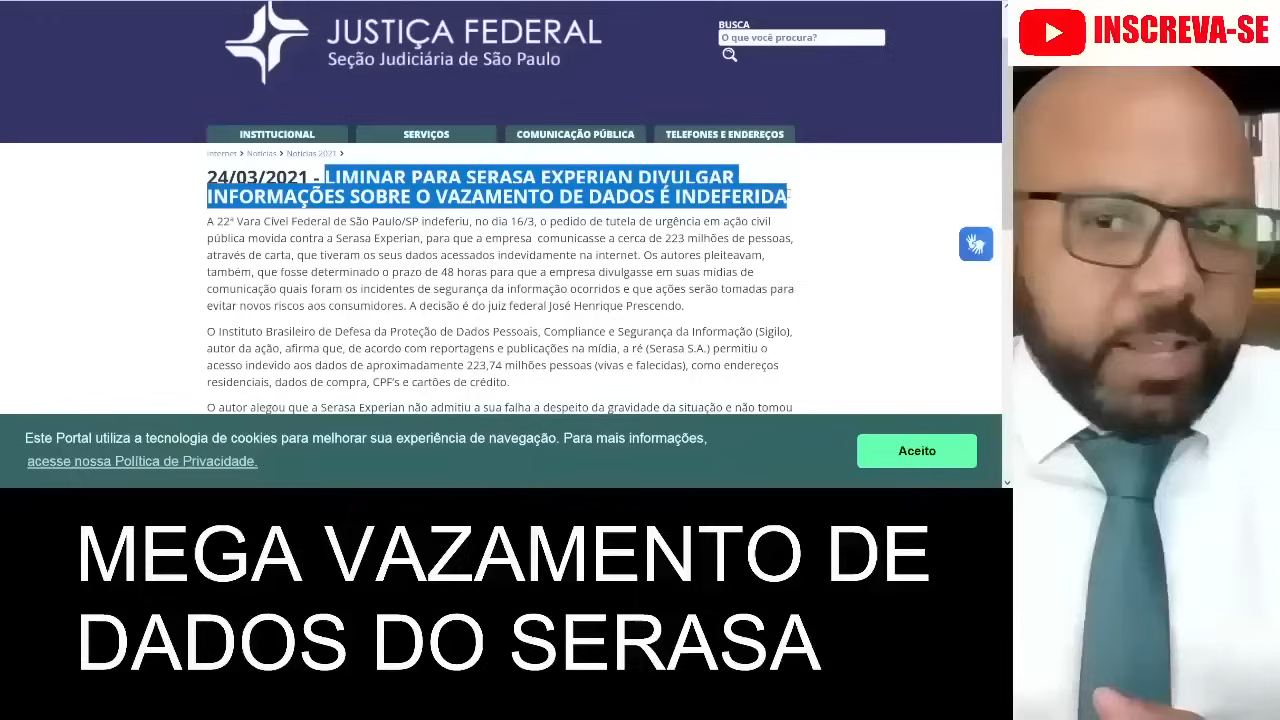 JUSTIÇA FEDERAL
Seção Judiciária de São Paulo
BUSCA
O que você procura?
INSCREVA-SE
INSTITUCIONAL
SERVIÇOS
COMUNICAÇÃO PÚBLICA
TELEFONES E ENDEREÇOS
Internet > Notícias > Notícias 2021 >
24/03/2021 - LIMINAR PARA SERASA EXPERIAN DIVULGAR
INFORMAÇÕES SOBRE O VAZAMENTO DE DADOS É INDEFERIDA
A 22ª Vara Cível Federal de São Paulo/SP indeferiu, no dia 16/3, o pedido de tutela de urgência em ação civil
pública movida contra a Serasa Experian, para que a empresa comunicasse a cerca de 223 milhões de pessoas,
através de carta, que tiveram os seus dados acessados indevidamente na internet. Os autores pleiteavam,
também, que fosse determinado o prazo de 48 horas para que a empresa divulgasse em suas mídias de
comunicação quais foram os incidentes de segurança da informação ocorridos e que ações serão tomadas para
evitar novos riscos aos consumidores. A decisão é do juiz federal José Henrique Prescendo.
O Instituto Brasileiro de Defesa da Proteção de Dados Pessoais, Compliance e Segurança da Informação (Sigilo),
autor da ação, afirma que, de acordo com reportagens e publicações na mídia, a ré (Serasa S.A.) permitiu o
acesso indevido aos dados de aproximadamente 223,74 milhões pessoas (vivas e falecidas), como endereços
residenciais, dados de compra, CPF's e cartões de crédito.
O autor alegou que a Serasa Experian não admitiu a sua falha a despeito da gravidade da situação e não tomou
Este Portal utiliza a tecnologia de cookies para melhorar sua experiência de navegação. Para mais informações,
acesse nossa Política de Privacidade.
Aceito
MEGA VAZAMENTO DE
DADOS DO SERASA